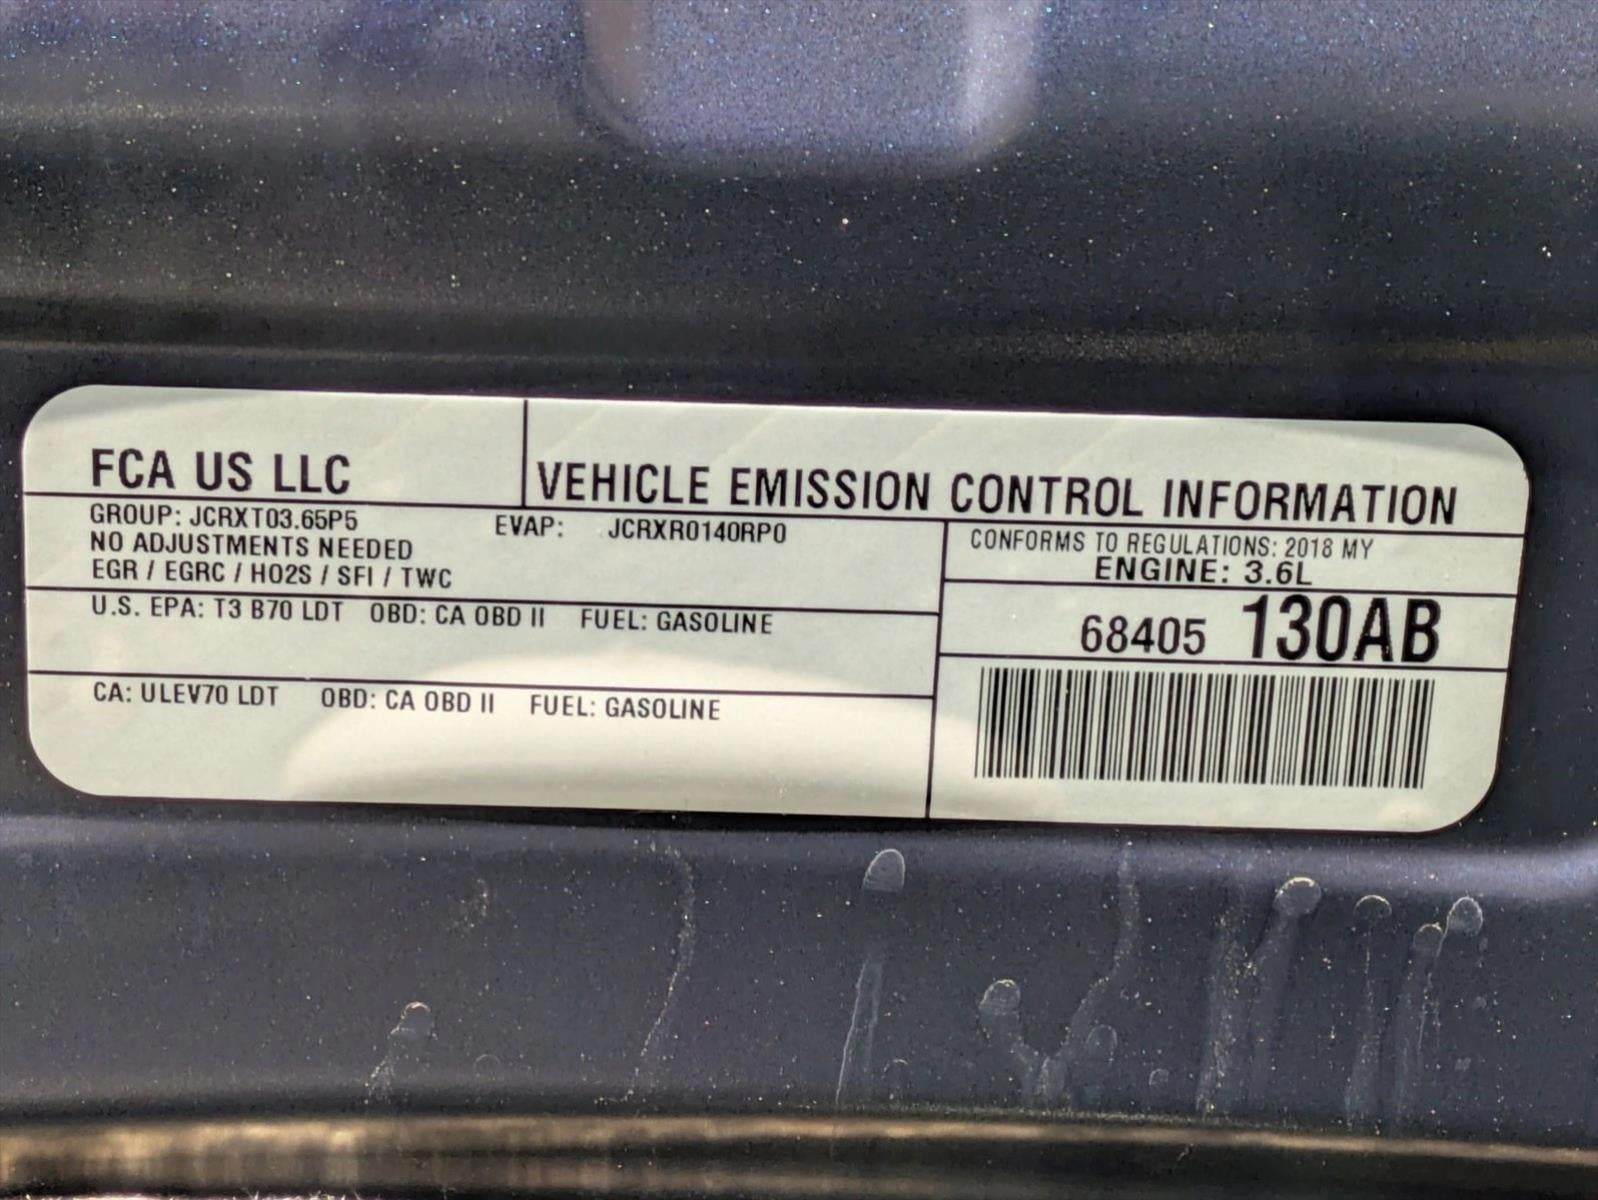 FCA US LLC
VEHICLE EMISSION CONTROL INFORMATION
GROUP: JCRXT03.65P5
EVAP: JCRXR0140RP0
NO ADJUSTMENTS NEEDED
EGR / EGRC / HO2S / SFI / TWC
CONFORMS TO REGULATIONS: 2018 MY
ENGINE: 3.6L
U.S. EPA: T3 B70 LDT OBD: CA OBD II FUEL: GASOLINE
68405 130AB
CA: ULEV70 LDT OBD: CA OBD II FUEL: GASOLINE